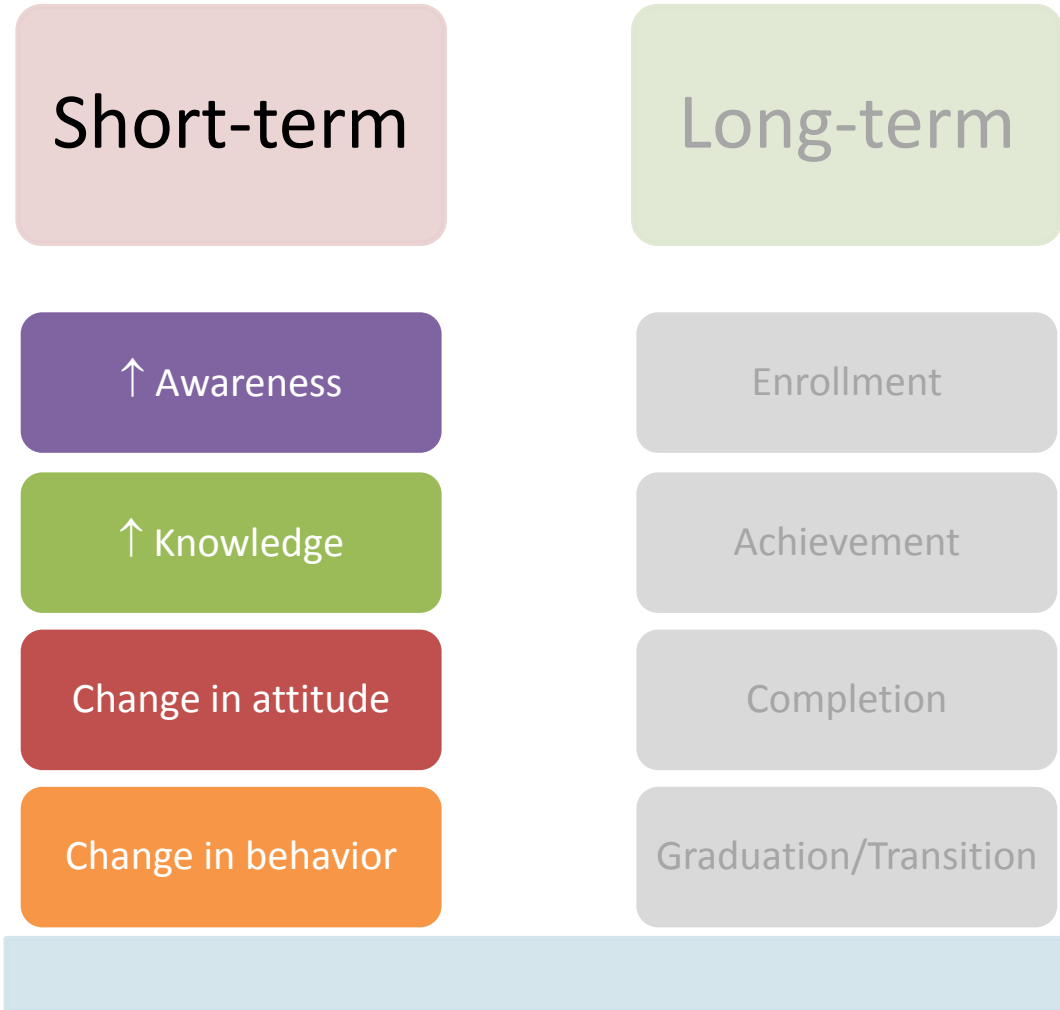 Short-term
Long-term
↑ Awareness
Enrollment
↑ Knowledge
Achievement
Change in attitude
Completion
Change in behavior
Graduation/Transition